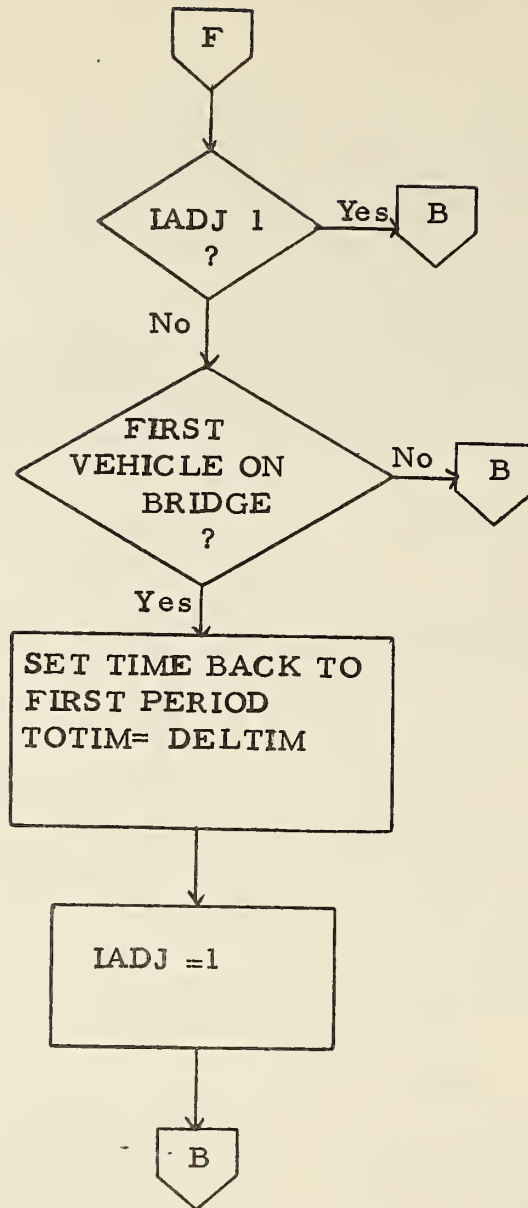 F
IADJ 1
?
Yes
B
No
FIRST
VEHICLE ON
BRIDGE
?
No
B
Yes
SET TIME BACK TO
FIRST PERIOD
TOTIM= DELTIM
IADJ =1
B